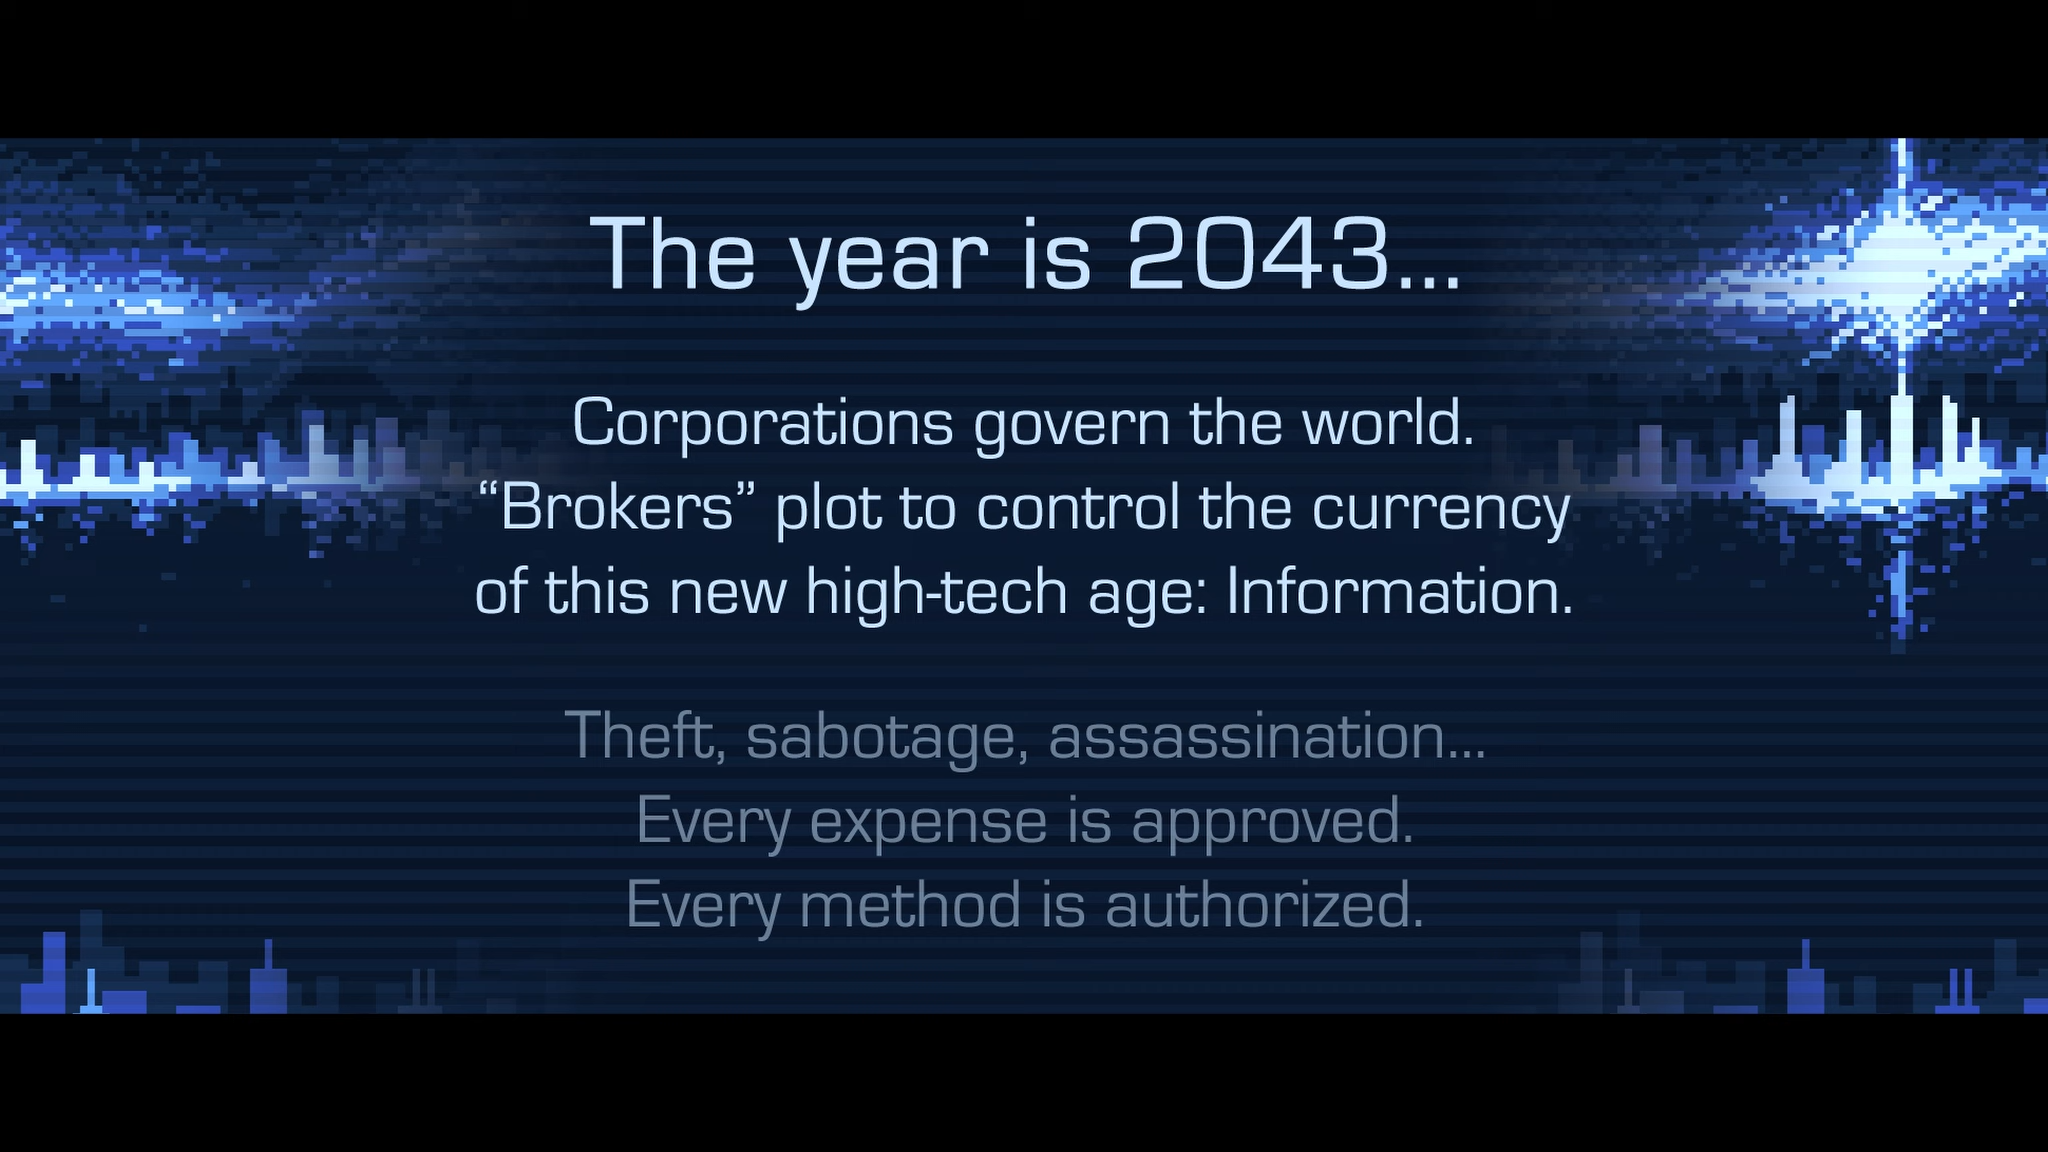 The year is 2043...
Corporations govern the world.
“Brokers” plot to control the currency
of this new high-tech age: Information.
Theft, sabotage, assassination...
Every expense is approved.
Every method is authorized.